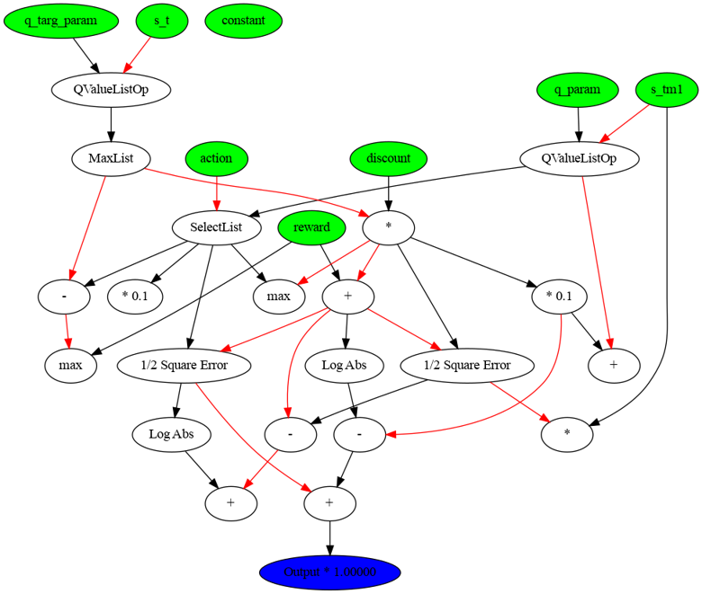 q_targ_param s_t constant
QValueListOp q_param s_tm1
MaxList action discount QValueListOp
SelectList reward *
- * 0.1 max + * 0.1
max 1/2 Square Error Log Abs 1/2 Square Error +
Log Abs - - *
+ +
Output * 1.00000